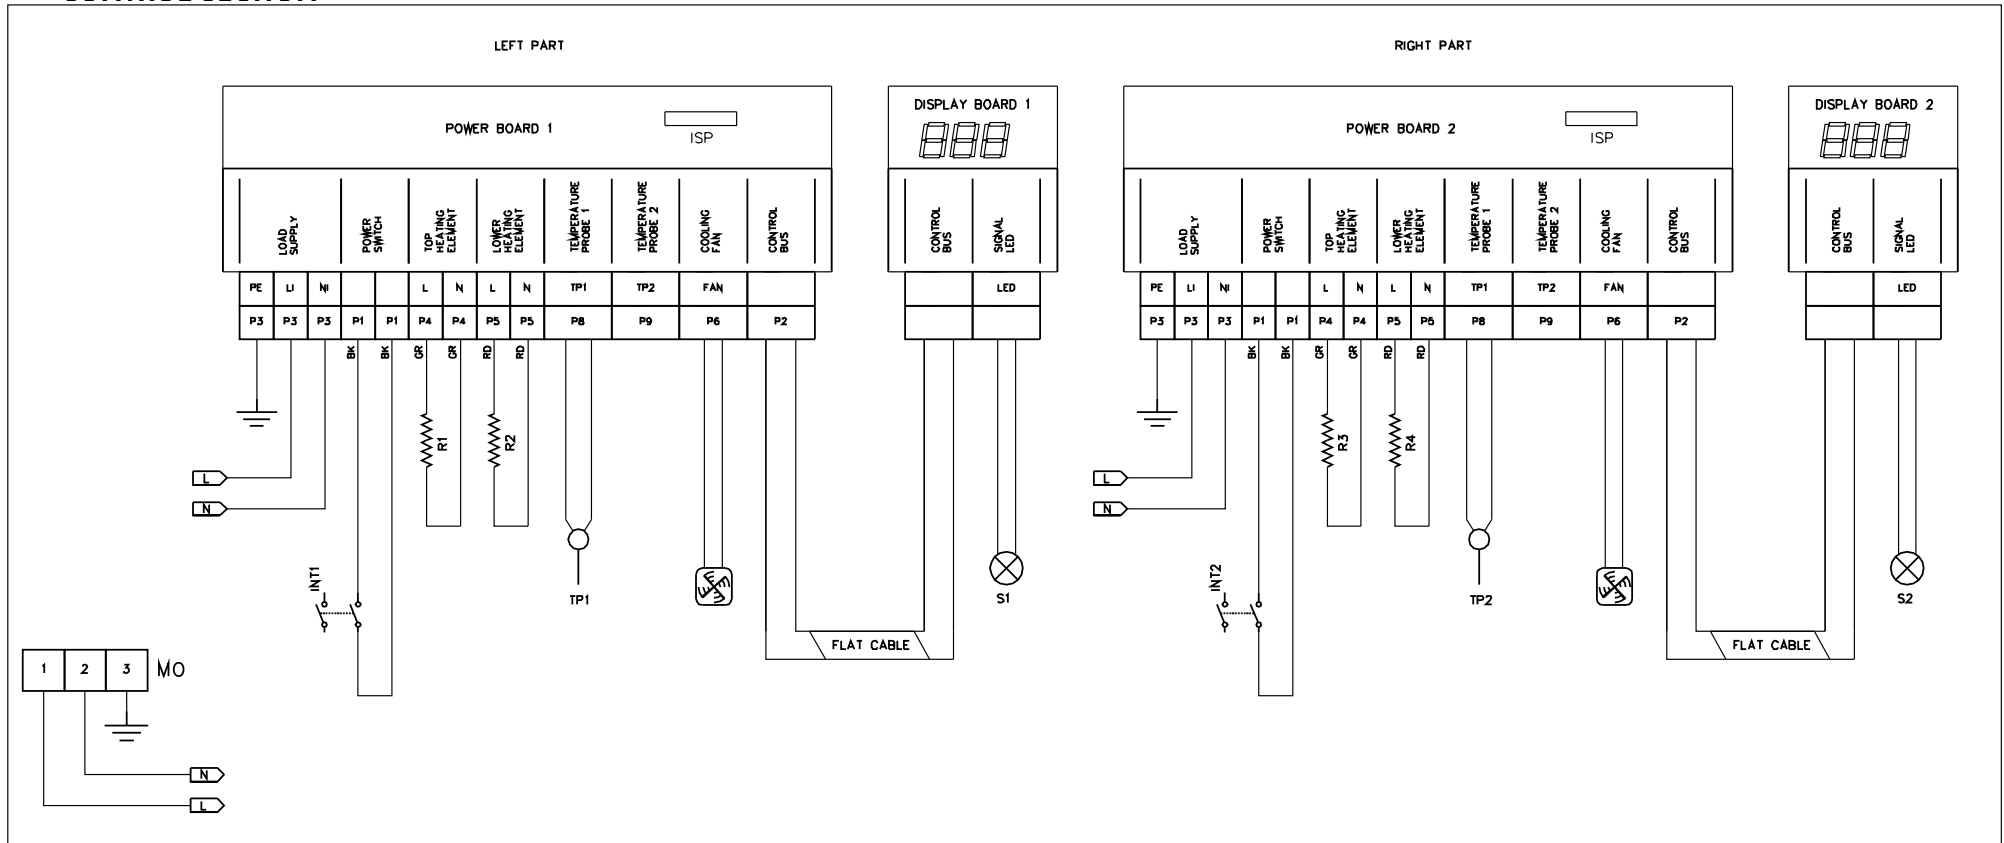 LEFT PART
POWER BOARD 1
ISP
DISPLAY BOARD 1
LOAD
SUPPLY
POWER
SWITCH
TOP
HEATING
ELEMENT
LOWER
HEATING
ELEMENT
TEMPERATURE
PROBE 1
TEMPERATURE
PROBE 2
COOLING
FAN
CONTROL
BUS
CONTROL
BUS
SIGNAL
LED
PE LI NI L N L N TP1 TP2 FAN LED
P3 P3 P3 P1 P1 P4 P4 P5 P5 P8 P9 P6 P2
BK BK GR GR RD RD
R1 R2
L
N
INT1
TP1
S1
FLAT CABLE
RIGHT PART
POWER BOARD 2
ISP
DISPLAY BOARD 2
LOAD
SUPPLY
POWER
SWITCH
TOP
HEATING
ELEMENT
LOWER
HEATING
ELEMENT
TEMPERATURE
PROBE 1
TEMPERATURE
PROBE 2
COOLING
FAN
CONTROL
BUS
CONTROL
BUS
SIGNAL
LED
PE LI NI L N L N TP1 TP2 FAN LED
P3 P3 P3 P1 P1 P4 P4 P5 P5 P8 P9 P6 P2
BK BK GR GR RD RD
R3 R4
L
N
INT2
TP2
S2
FLAT CABLE
1 2 3 MO
N
L